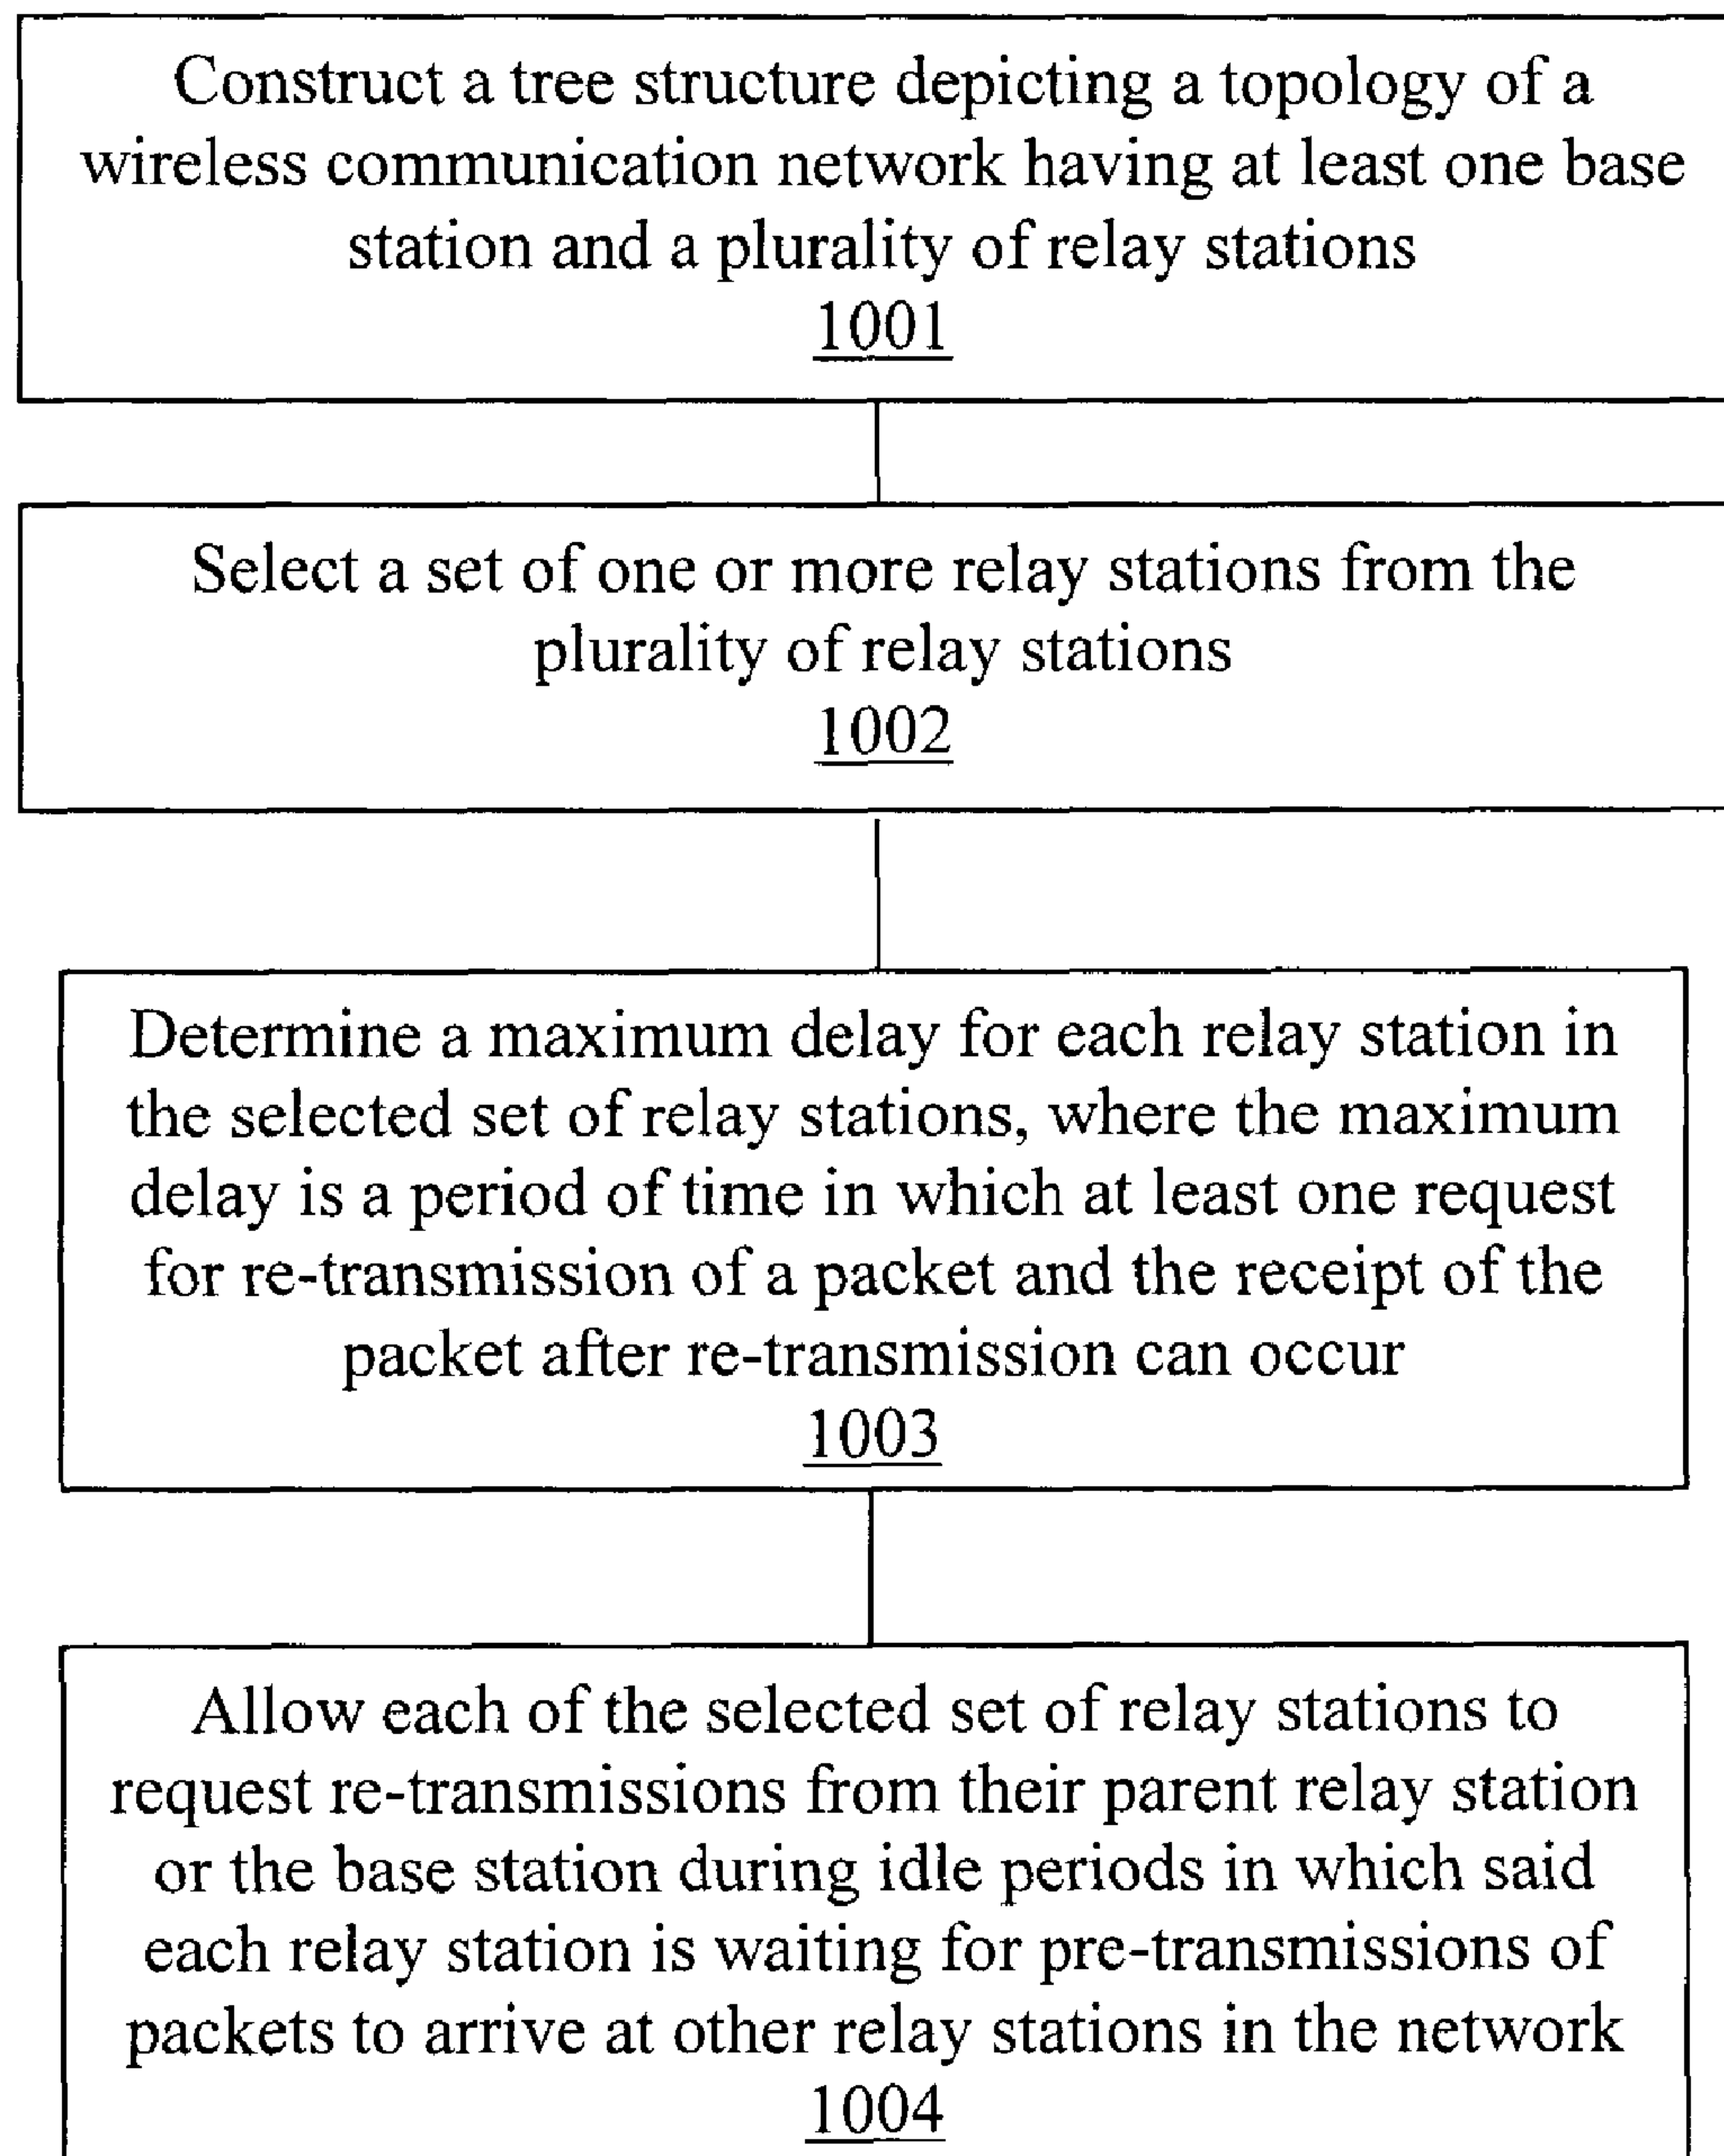 Construct a tree structure depicting a topology of a
wireless communication network having at least one base
station and a plurality of relay stations
1001
Select a set of one or more relay stations from the
plurality of relay stations
1002
Determine a maximum delay for each relay station in
the selected set of relay stations, where the maximum
delay is a period of time in which at least one request
for re-transmission of a packet and the receipt of the
packet after re-transmission can occur
1003
Allow each of the selected set of relay stations to
request re-transmissions from their parent relay station
or the base station during idle periods in which said
each relay station is waiting for pre-transmissions of
packets to arrive at other relay stations in the network
1004